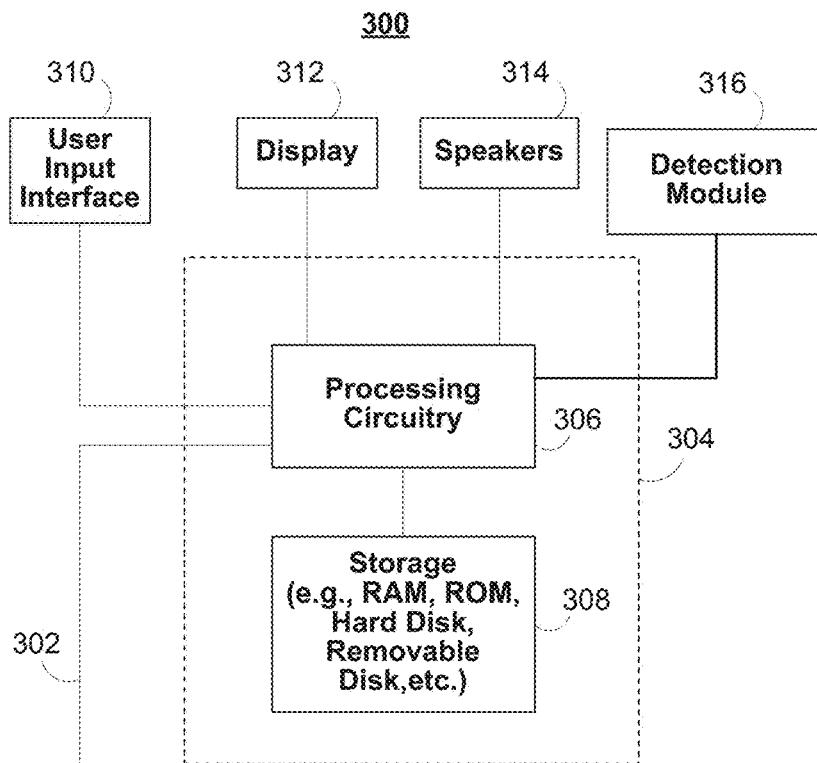 300
310
312
314
316
User
Input
Interface
Display
Speakers
Detection
Module
Processing
Circuitry
306
304
Storage
(e.g., RAM, ROM,
Hard Disk,
Removable
Disk,etc.)
308
302